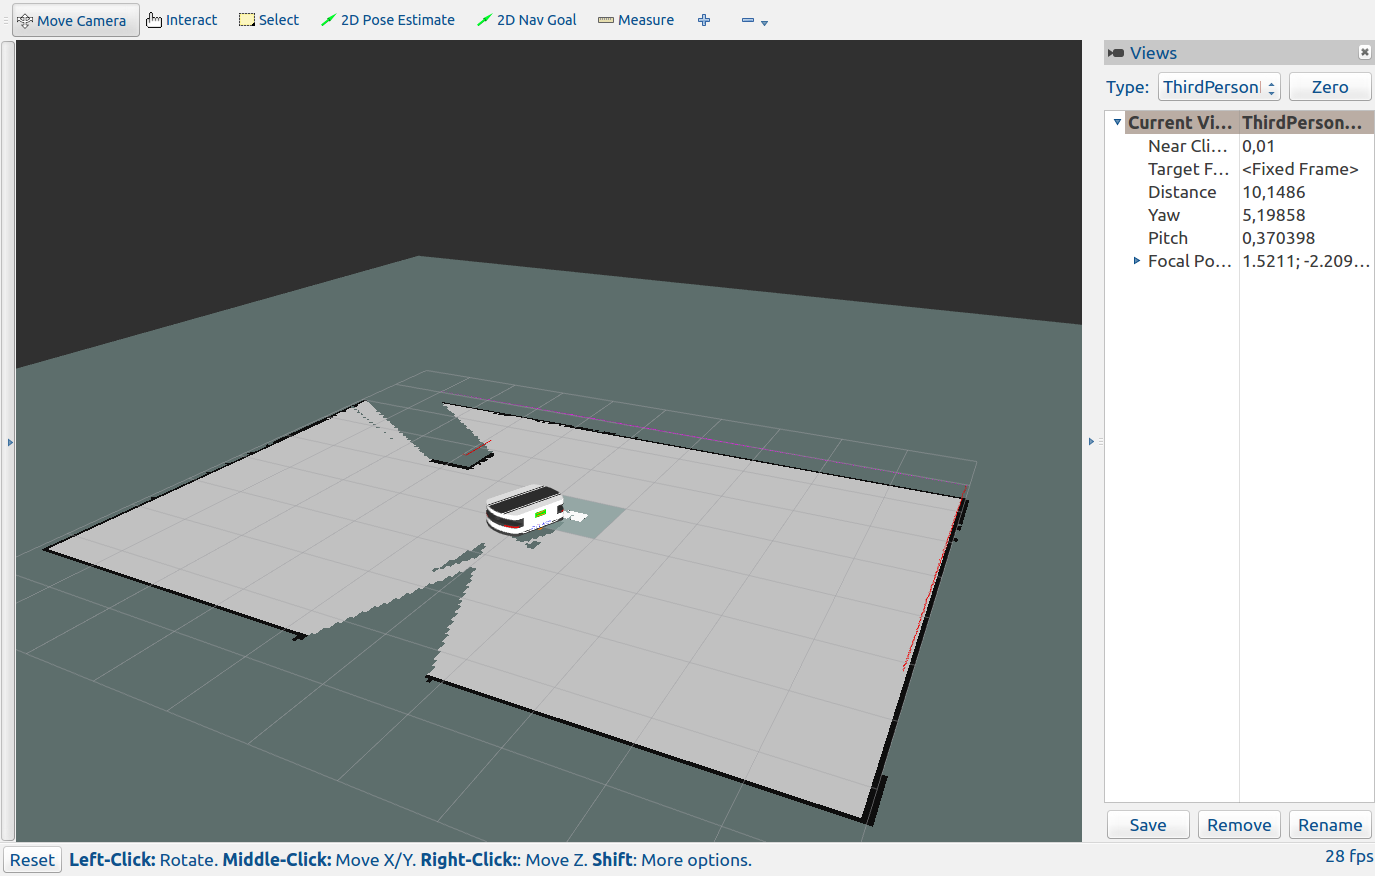 Move Camera Interact Select 2D Pose Estimate 2D Nav Goal Measure
Views
Type: ThirdPerson Zero
Current Vi... ThirdPerson...
Near Cli... 0,01
Target F... <Fixed Frame>
Distance 10,1486
Yaw 5,19858
Pitch 0,370398
Focal Po... 1.5211; -2.209...
Save Remove Rename
Reset Left-Click: Rotate. Middle-Click: Move X/Y. Right-Click:: Move Z. Shift: More options. 28 fps